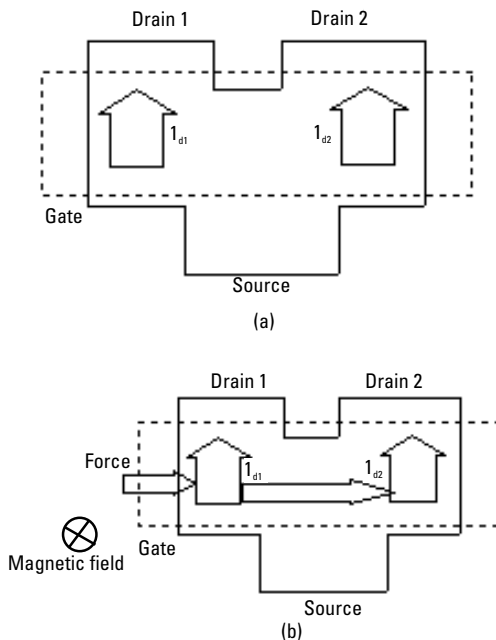 Drain 1 Drain 2
1d1 1d2
Gate
Source
(a)
Drain 1 Drain 2
Force
1d1 1d2
Gate
Magnetic field
Source
(b)